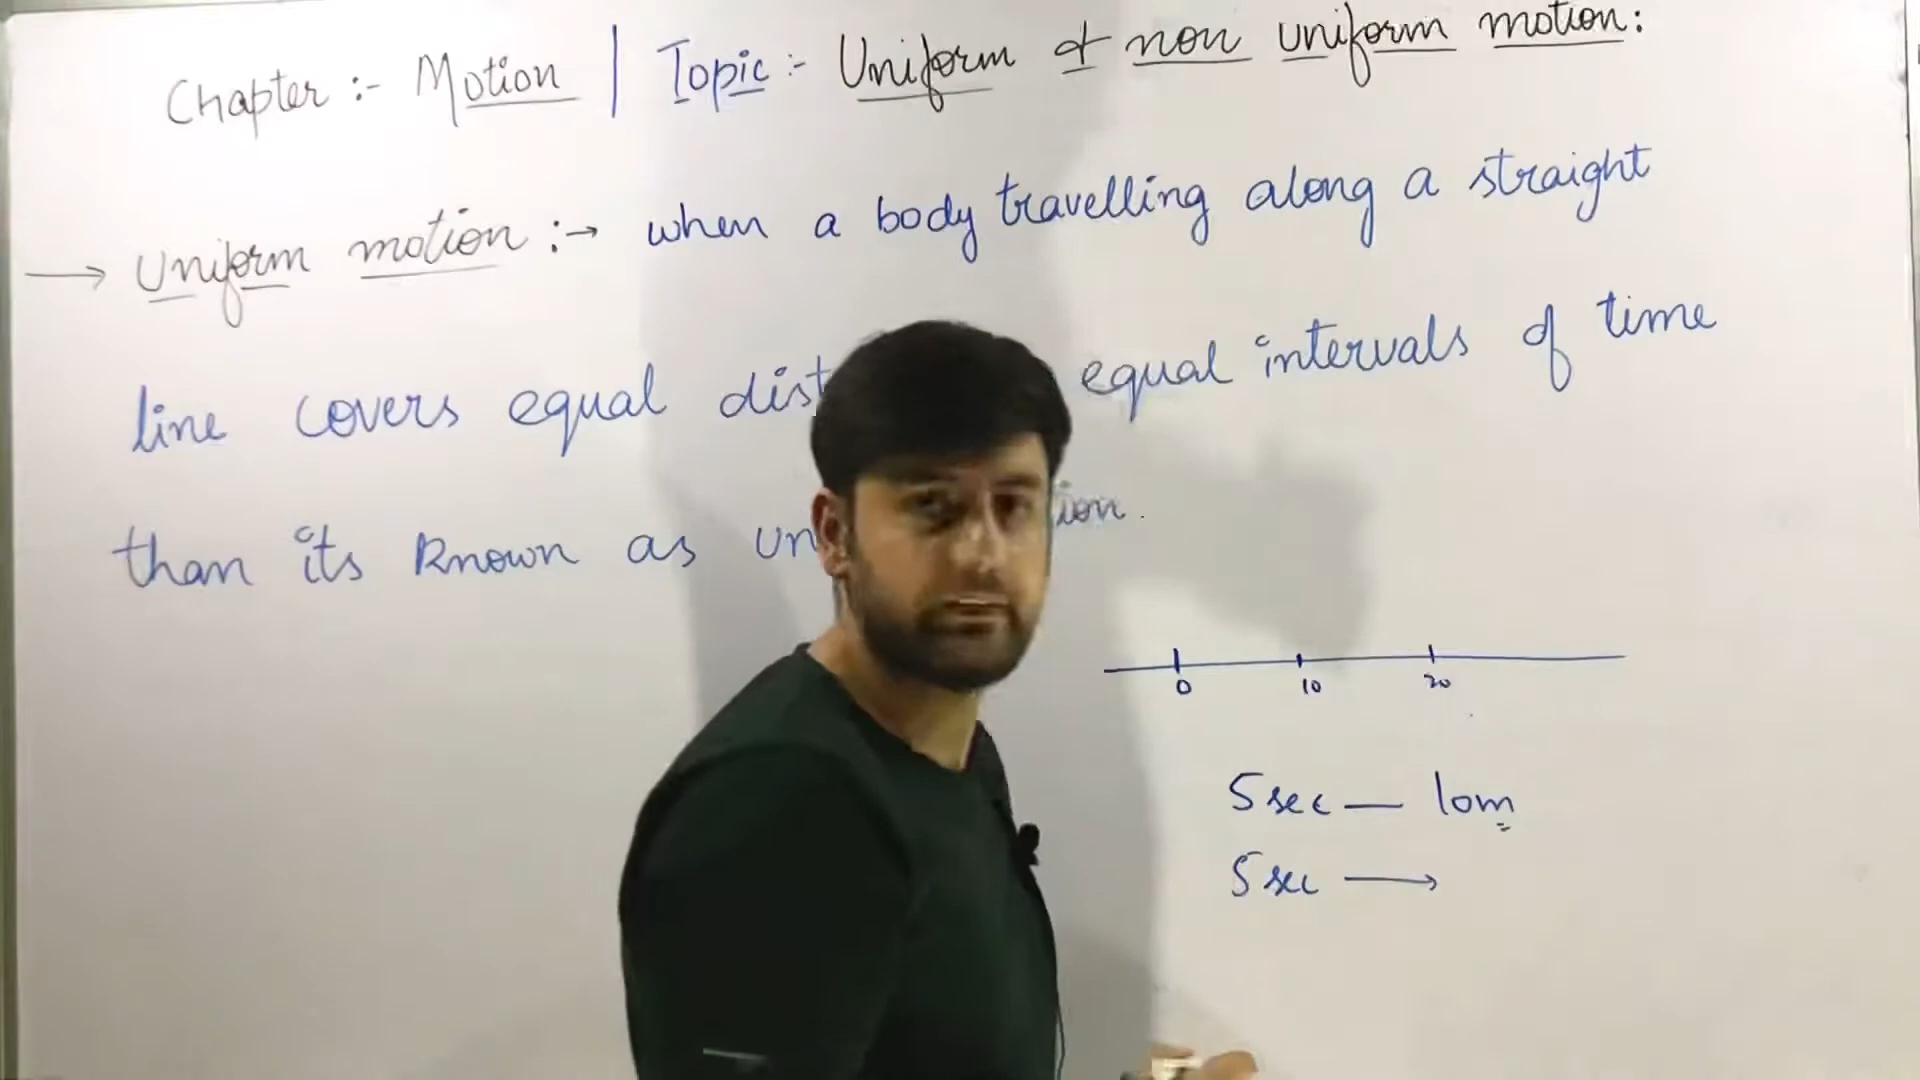 Chapter :- Motion | Topic :- Uniform & non uniform motion:
→ Uniform motion :→ when a body travelling along a straight
line covers equal dist equal intervals of time
than its known as un ion.
0 10 20
5 sec — 10m
5 sec →